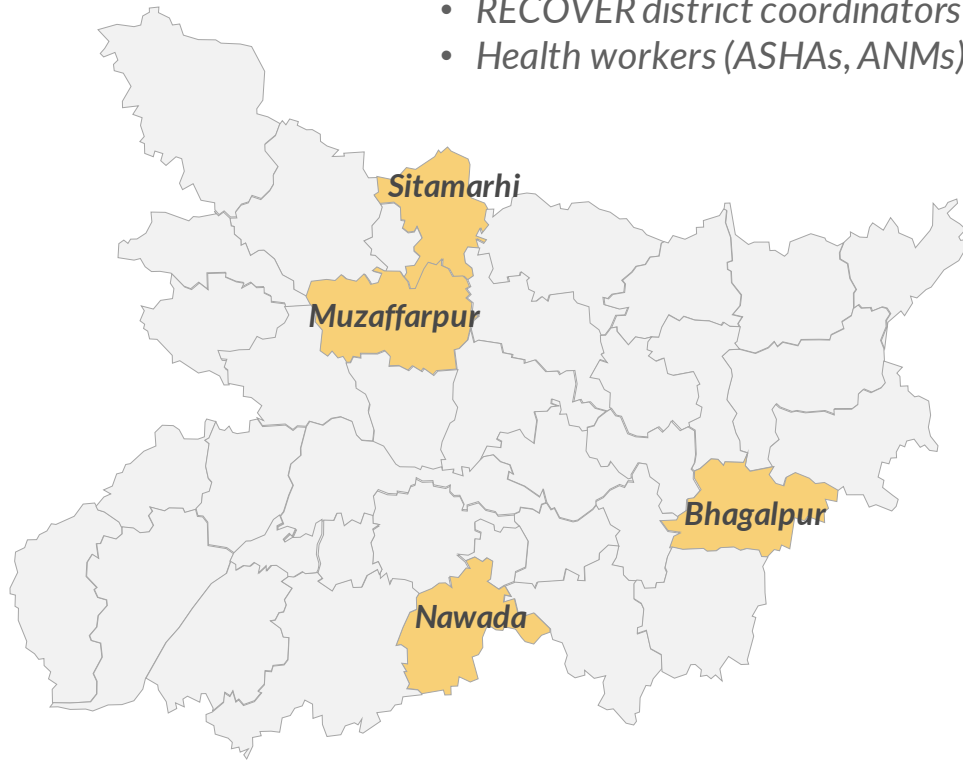 • RECOVER district coordinators
• Health workers (ASHAs, ANMs)
Sitamarhi
Muzaffarpur
Bhagalpur
Nawada